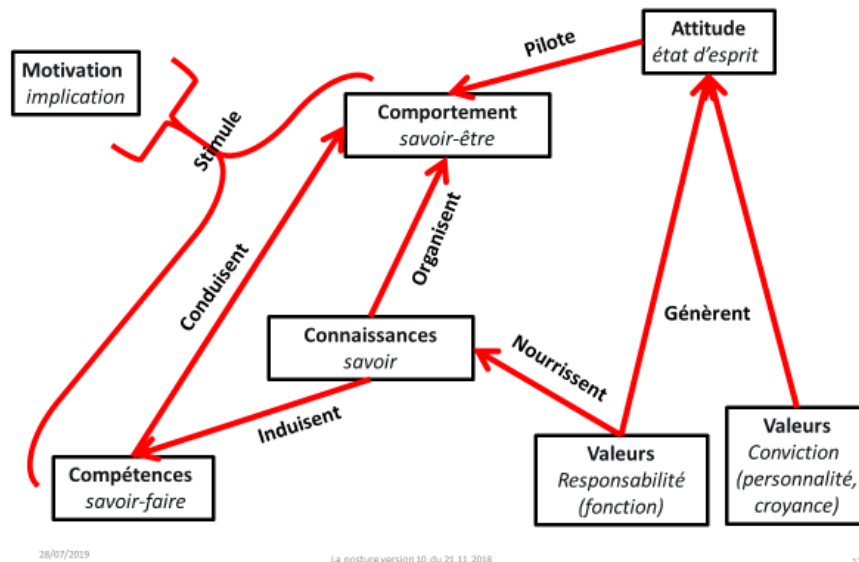 Attitude
état d'esprit
Pilote
Motivation
implication
Comportement
savoir-être
Stimule
Conduisent
Organisent
Connaissances
savoir
Génèrent
Nourrissent
Induisent
Valeurs
Responsabilité
(fonction)
Valeurs
Conviction
(personnalité,
croyance)
Compétences
savoir-faire
28/07/2019
La posture version 10 du 21 11 2018